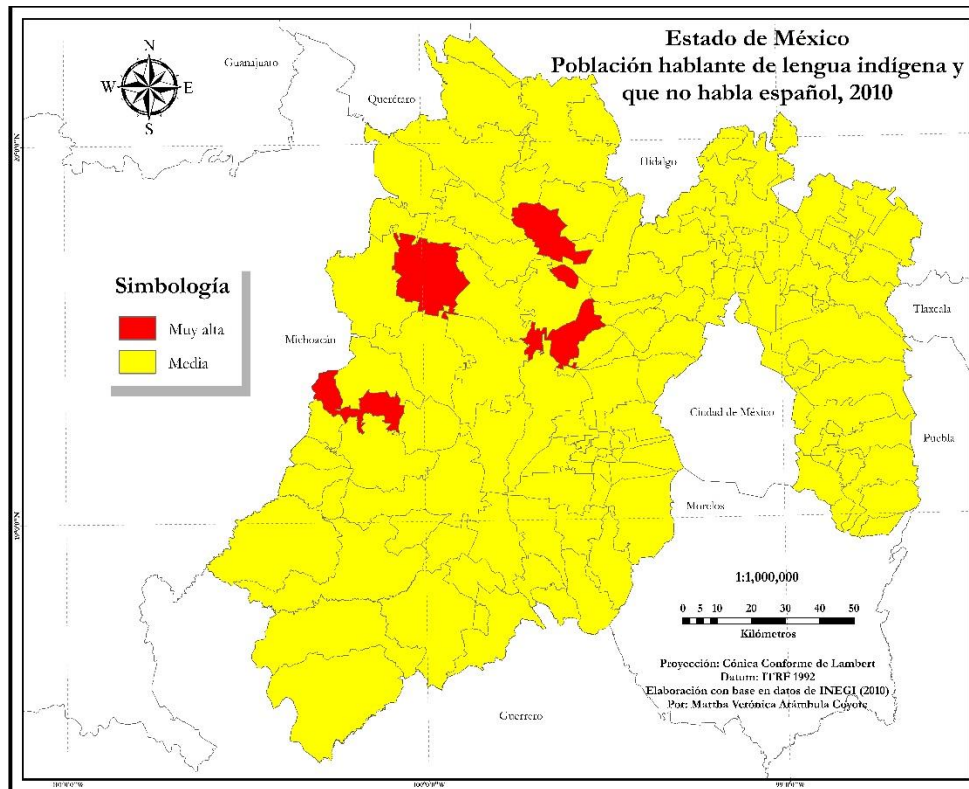 Estado de México
Población hablante de lengua indígena y
que no habla español, 2010
N
W E
S
Guanajuato
Querétaro
Hidalgo
Tlaxcala
Michoacán
Ciudad de México
Puebla
Morelos
Guerrero
Simbología
Muy alta
Media
1:1,000,000
0 5 10 20 30 40 50
Kilómetros
Proyección: Cónica Conforme de Lambert
Datum: ITRF 1992
Elaboración con base en datos de INEGI (2010)
Por: Martha Verónica Arámbula Coyote